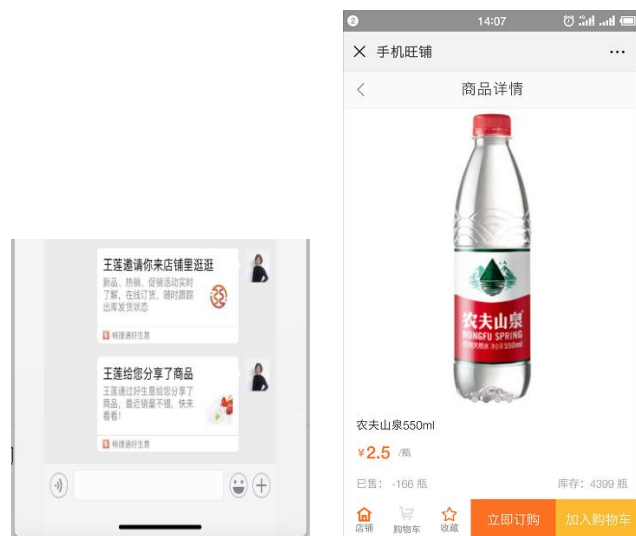 王莲邀请你来店铺里逛逛
新品、热销、促销活动实时
了解，在线订货，随时跟踪
出库发货状态
畅捷通好生意
王莲给您分享了商品
王莲通过好生意给您分享了
商品，最近销量不错，快来
看看！
畅捷通好生意
2
14:07
手机旺铺
商品详情
农夫山泉
NONGFU SPRING
550ml
农夫山泉550ml
¥2.5 /瓶
已售： -166 瓶
库存：4399 瓶
店铺
购物车
收藏
立即订购
加入购物车